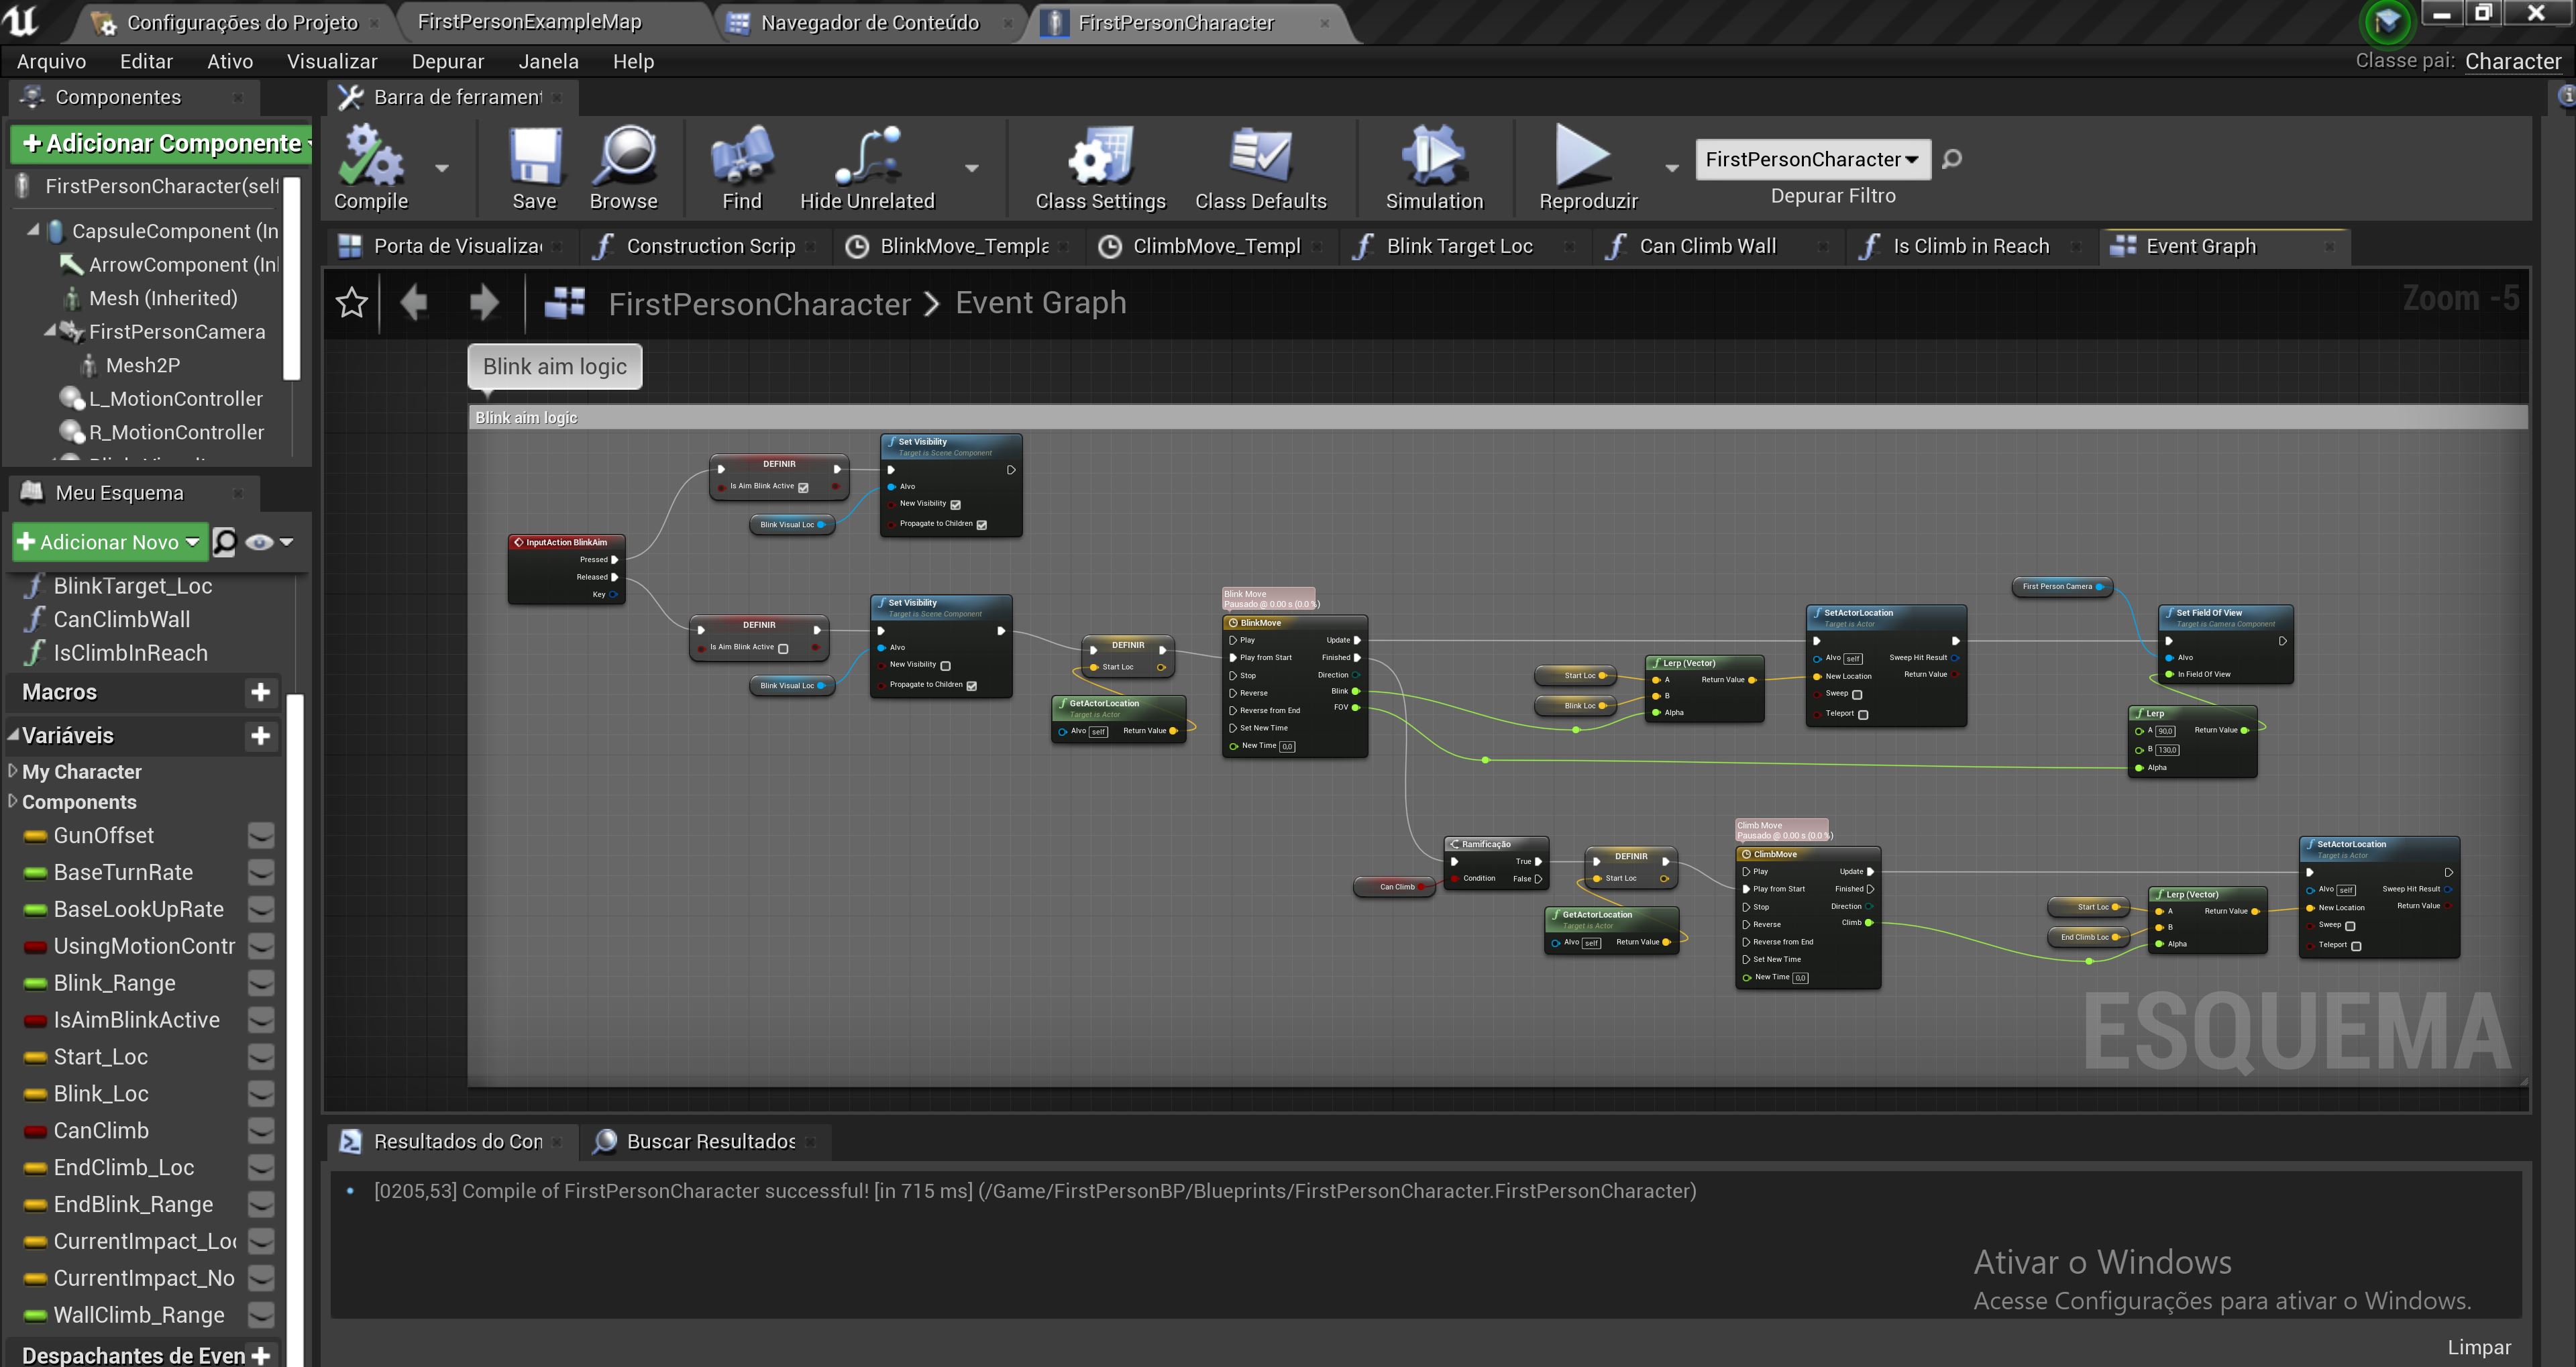 Configurações do Projeto
FirstPersonExampleMap
Navegador de Conteúdo
FirstPersonCharacter
Arquivo
Editar
Ativo
Visualizar
Depurar
Janela
Help
Classe pai: Character
Componentes
Barra de ferrament
Adicionar Componente
FirstPersonCharacter(self
CapsuleComponent (In
ArrowComponent (In
Mesh (Inherited)
FirstPersonCamera
Mesh2P
L_MotionController
R_MotionController
Compile
Save
Browse
Find
Hide Unrelated
Class Settings
Class Defaults
Simulation
Reproduzir
FirstPersonCharacter
Depurar Filtro
Porta de Visualiza
Construction Scrip
BlinkMove_Templa
ClimbMove_Templ
Blink Target Loc
Can Climb Wall
Is Climb in Reach
Event Graph
FirstPersonCharacter > Event Graph
Zoom -5
Meu Esquema
Adicionar Novo
BlinkTarget_Loc
CanClimbWall
IsClimbInReach
Macros
Variáveis
My Character
Components
GunOffset
BaseTurnRate
BaseLookUpRate
UsingMotionContr
Blink_Range
IsAimBlinkActive
Start_Loc
Blink_Loc
CanClimb
EndClimb_Loc
EndBlink_Range
CurrentImpact_Loc
CurrentImpact_No
WallClimb_Range
Despachantes de Even
Blink aim logic
Blink aim logic
InputAction BlinkAim
Pressed
Released
Key
DEFINIR
Is Aim Blink Active
Blink Visual Loc
Set Visibility
Target is Scene Component
Alvo
New Visibility
Propagate to Children
DEFINIR
Is Aim Blink Active
Blink Visual Loc
Set Visibility
Target is Scene Component
Alvo
New Visibility
Propagate to Children
DEFINIR
Start Loc
GetActorLocation
Target is Actor
Alvo self Return Value
Blink Move
Pausado @ 0.00 s (0.0 %)
BlinkMove
Play Update
Play from Start Finished
Stop Direction
Reverse Blink
Reverse from End FOV
Set New Time
New Time 0,0
Start Loc
Blink Loc
Lerp (Vector)
A Return Value
B
Alpha
SetActorLocation
Target is Actor
Alvo self Sweep Hit Result
New Location Return Value
Sweep
Teleport
First Person Camera
Set Field Of View
Target is Camera Component
Alvo
In Field Of View
Lerp
A 90,0 Return Value
B 130,0
Alpha
Can Climb
Ramificação
True
Condition False
DEFINIR
Start Loc
GetActorLocation
Target is Actor
Alvo self Return Value
Climb Move
Pausado @ 0.00 s (0.0 %)
ClimbMove
Play Update
Play from Start Finished
Stop Direction
Reverse Climb
Reverse from End
Set New Time
New Time 0,0
Start Loc
End Climb Loc
Lerp (Vector)
A Return Value
B
Alpha
SetActorLocation
Target is Actor
Alvo self Sweep Hit Result
New Location Return Value
Sweep
Teleport
ESQUEMA
Resultados do Con
Buscar Resultados
[0205,53] Compile of FirstPersonCharacter successful! [in 715 ms] (/Game/FirstPersonBP/Blueprints/FirstPersonCharacter.FirstPersonCharacter)
Ativar o Windows
Acesse Configurações para ativar o Windows.
Limpar